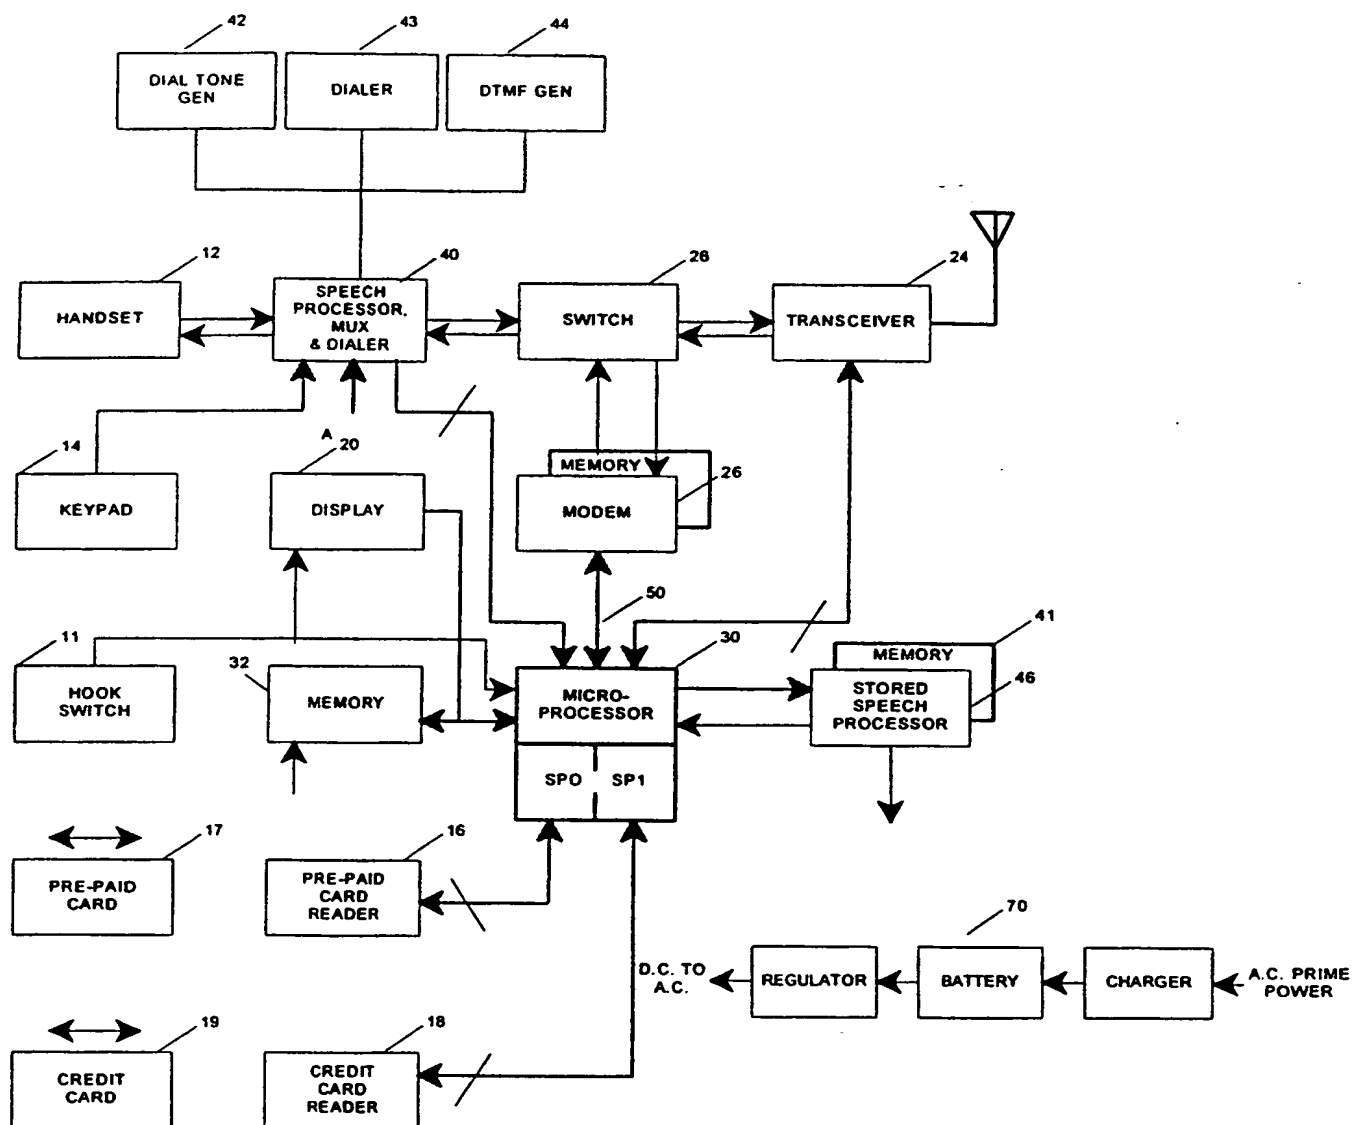 42
43
44
DIAL TONE
GEN
DIALER
DTMF GEN
12
40
28
24
HANDSET
SPEECH
PROCESSOR,
MUX
& DIALER
SWITCH
TRANSCEIVER
A
14
20
KEYPAD
DISPLAY
MEMORY
26
MODEM
50
11
32
30
41
HOOK
SWITCH
MEMORY
MICRO-
PROCESSOR
MEMORY
46
STORED
SPEECH
PROCESSOR
SP0
SP1
17
16
PRE-PAID
CARD
PRE-PAID
CARD
READER
70
D.C. TO
A.C.
REGULATOR
BATTERY
CHARGER
A.C. PRIME
POWER
19
18
CREDIT
CARD
CREDIT
CARD
READER